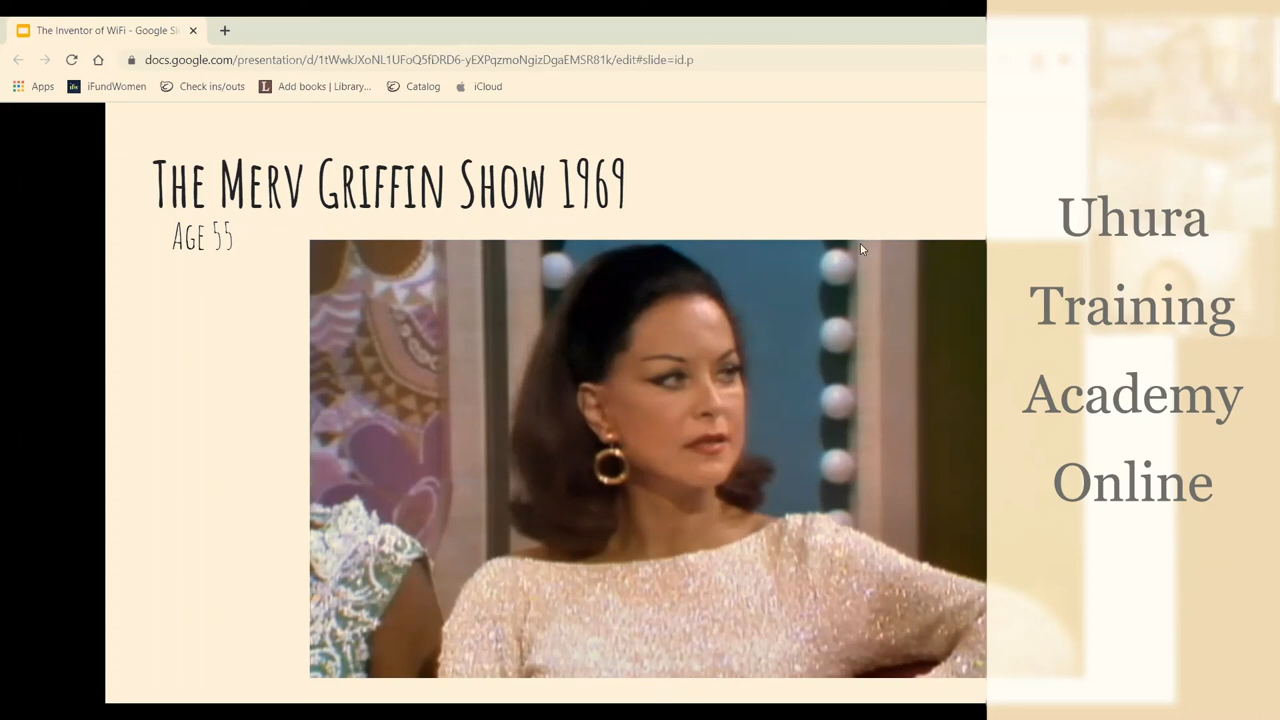 The Inventor of WiFi - Google Sl
docs.google.com/presentation/d/1tWwkJXoNL1UFoQ5fDRD6-yEXPqzmoNgizDgaEMSR81k/edit#slide=id.p
Apps iFundWomen Check ins/outs Add books | Library... Catalog iCloud
The Merv Griffin Show 1969
Age 55
Uhura
Training
Academy
Online